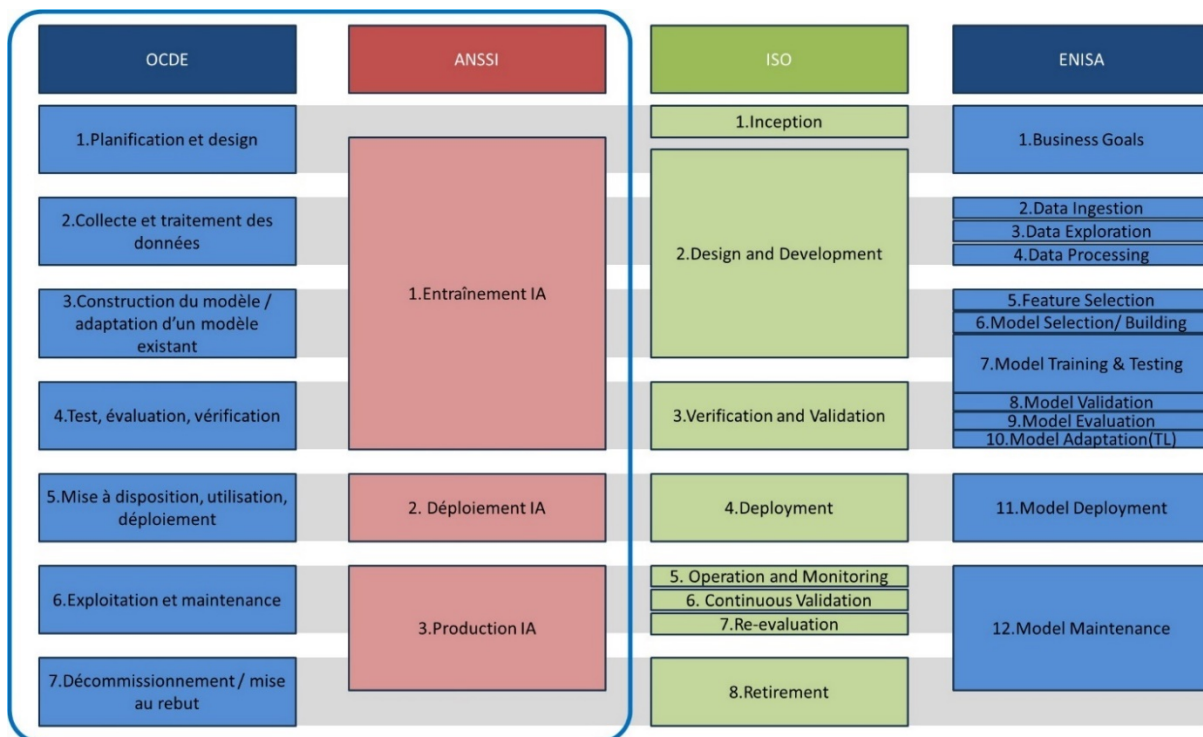 OCDE
ANSSI
ISO
ENISA
1.Planification et design
2.Collecte et traitement des
données
3.Construction du modèle /
adaptation d'un modèle
existant
4.Test, évaluation, vérification
5.Mise à disposition, utilisation,
déploiement
6.Exploitation et maintenance
7.Décommissionnement / mise
au rebut
1.Entraînement IA
2. Déploiement IA
3.Production IA
1.Inception
2.Design and Development
3.Verification and Validation
4.Deployment
5. Operation and Monitoring
6. Continuous Validation
7.Re-evaluation
8.Retirement
1.Business Goals
2.Data Ingestion
3.Data Exploration
4.Data Processing
5.Feature Selection
6.Model Selection/ Building
7.Model Training & Testing
8.Model Validation
9.Model Evaluation
10.Model Adaptation(TL)
11.Model Deployment
12.Model Maintenance